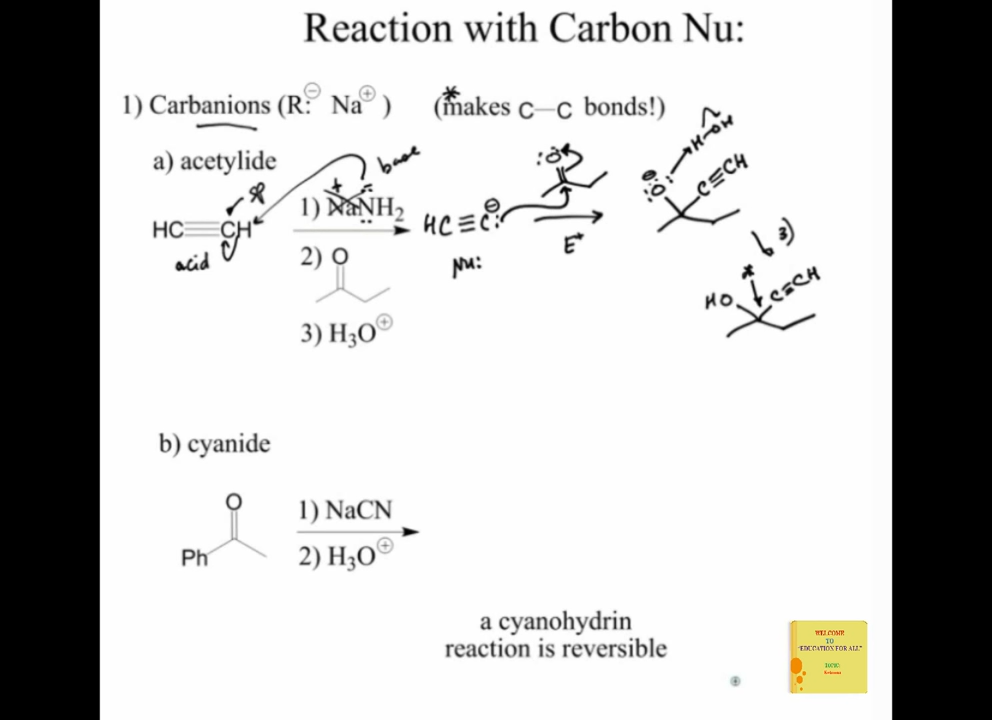 Reaction with Carbon Nu:
1) Carbanions (R:⊖ Na⊕) (*makes C—C bonds!)
a) acetylide
base
HC≡CH
acid
1) NaNH₂
2) O
3) H₃O⊕
HC≡C:⊖
Nu:
:O:
E⁺
⊖
:O:
H-OH
C≡CH
3)
*
HO
C≡CH
b) cyanide
O
Ph
1) NaCN
2) H₃O⊕
a cyanohydrin
reaction is reversible
WELCOME
TO
"EDUCATION FOR ALL"